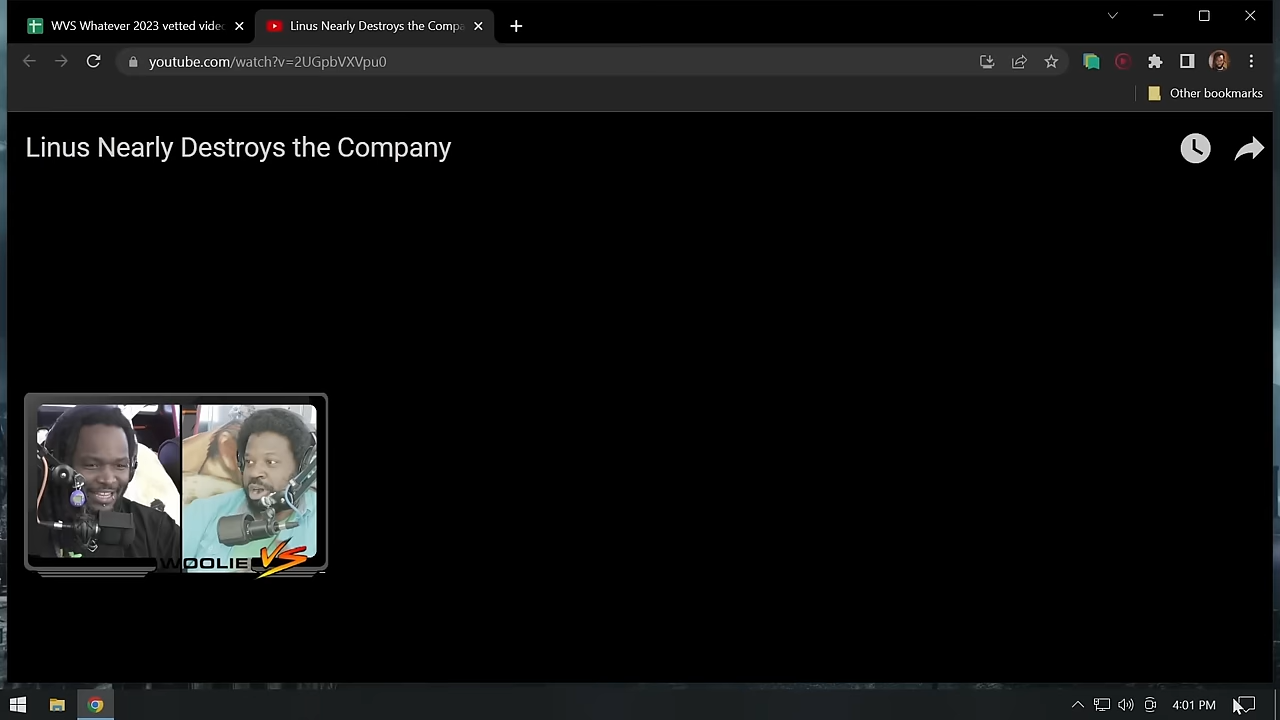 WVS Whatever 2023 vetted vide
Linus Nearly Destroys the Compa
youtube.com/watch?v=2UGpbVXVpu0
Other bookmarks
Linus Nearly Destroys the Company
WOOLIE VS
4:01 PM